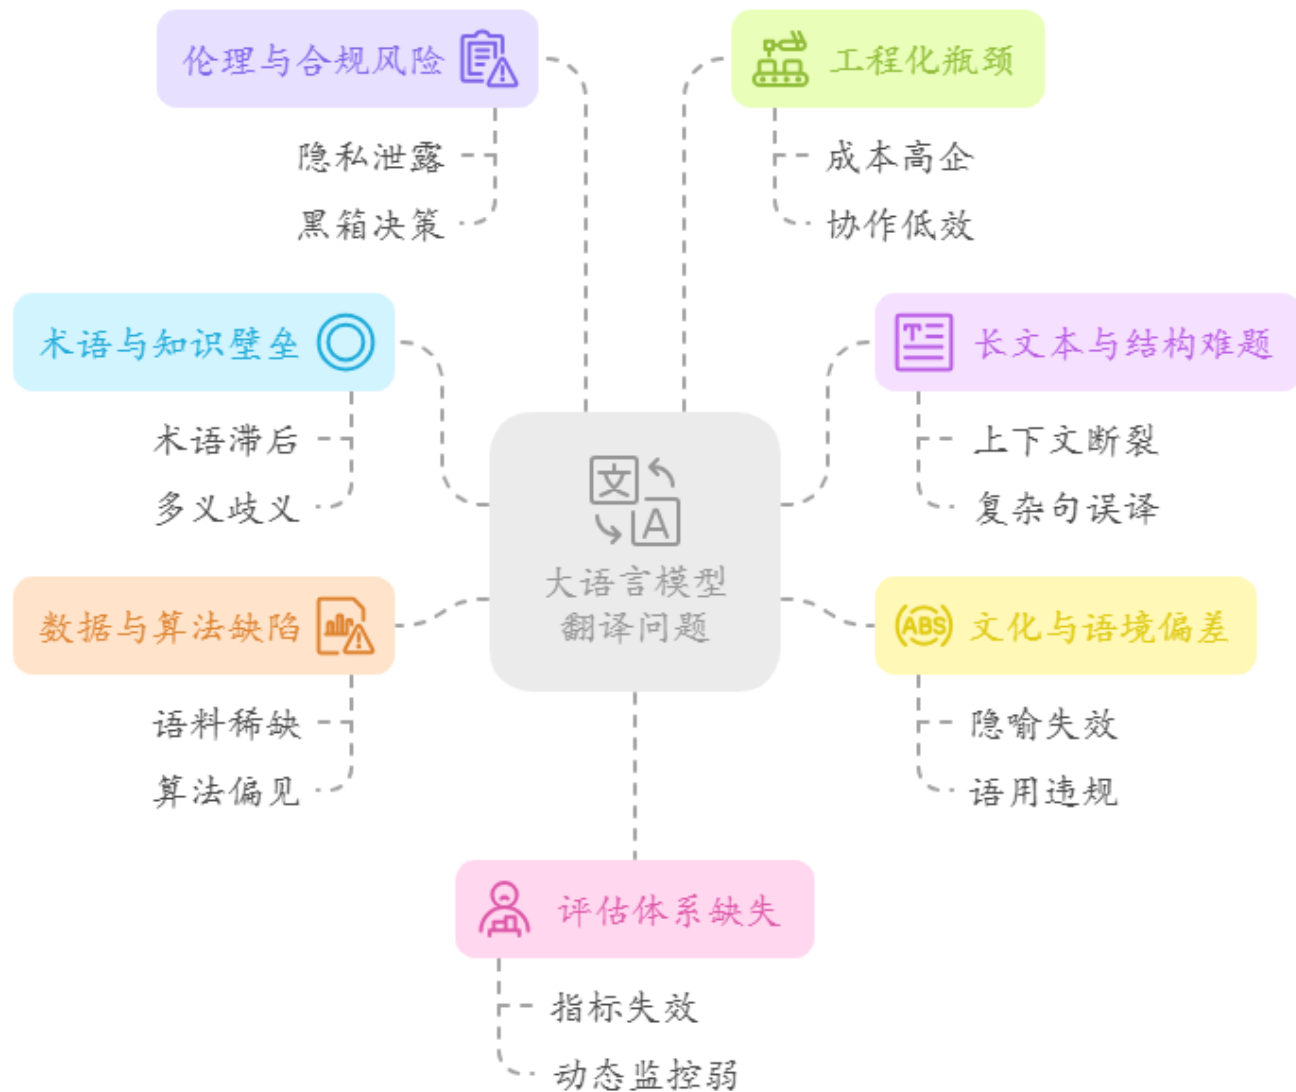 伦理与合规风险
隐私泄露
黑箱决策
工程化瓶颈
成本高企
协作低效
术语与知识壁垒
术语滞后
多义歧义
长文本与结构难题
上下文断裂
复杂句误译
文
A
大语言模型
翻译问题
数据与算法缺陷
语料稀缺
算法偏见
ABS
文化与语境偏差
隐喻失效
语用违规
评估体系缺失
指标失效
动态监控弱